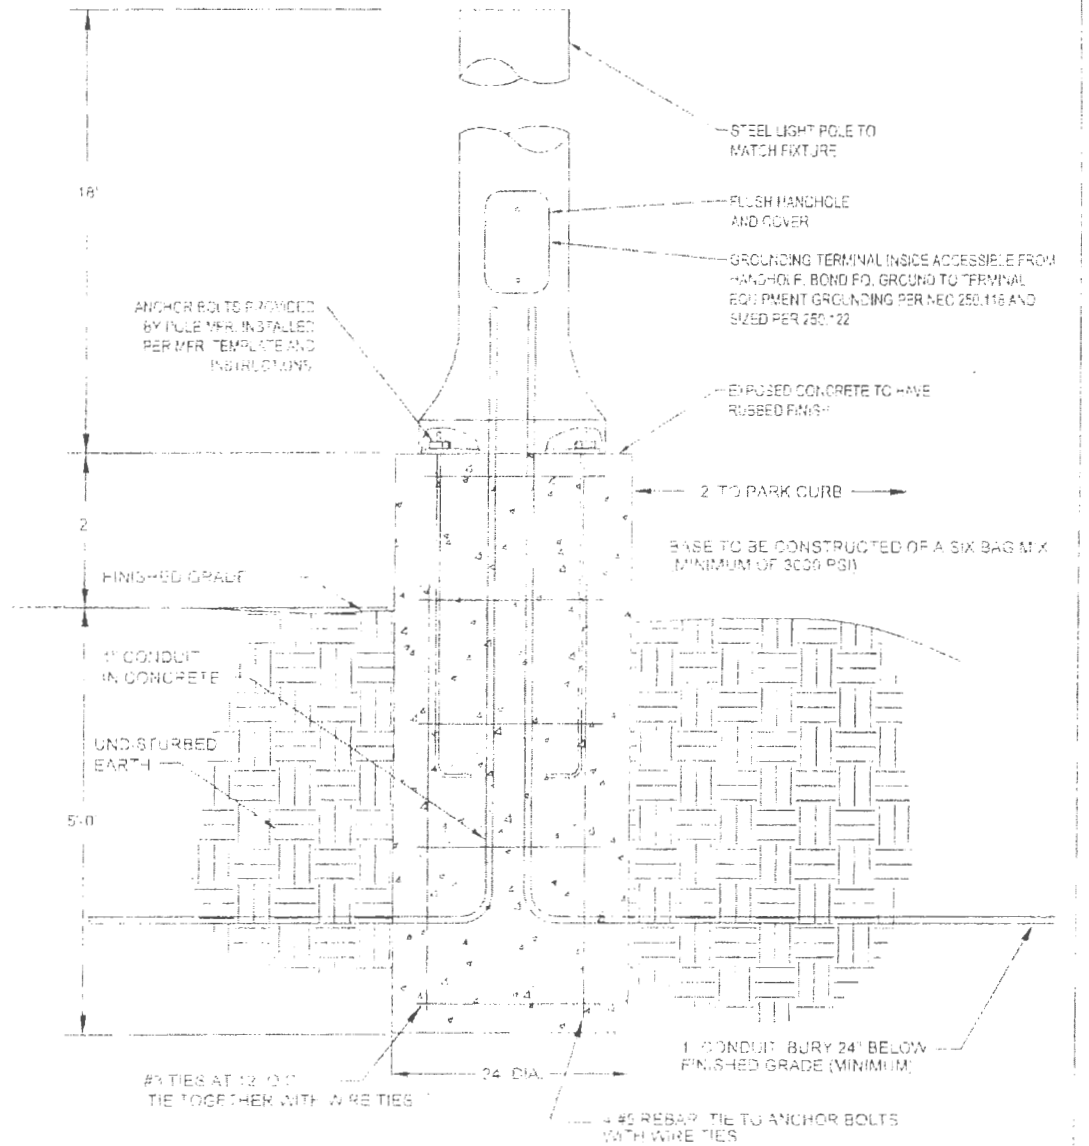 18'
STEEL LIGHT POLE TO
MATCH FIXTURE
FLUSH HANDHOLE
AND COVER
GROUNDING TERMINAL INSIDE ACCESSIBLE FROM
HANDHOLE. BOND EQ. GROUND TO TERMINAL
EQUIPMENT GROUNDING PER NEC 250.118 AND
SIZED PER 250.122
ANCHOR BOLTS PROVIDED
BY POLE MFR. INSTALLED
PER MFR. TEMPLATE AND
INSTRUCTIONS
EXPOSED CONCRETE TO HAVE
RUBBED FINISH
2' TO PARK CURB
2'
BASE TO BE CONSTRUCTED OF A SIX BAG MIX
(MINIMUM OF 3000 PSI)
FINISHED GRADE
1" CONDUIT
IN CONCRETE
UNDISTURBED
EARTH
5'-0
1" CONDUIT. BURY 24" BELOW
FINISHED GRADE (MINIMUM)
24" DIA.
#3 TIES AT 12" O.C.
TIE TOGETHER WITH WIRE TIES
4 #5 REBAR. TIE TO ANCHOR BOLTS
WITH WIRE TIES